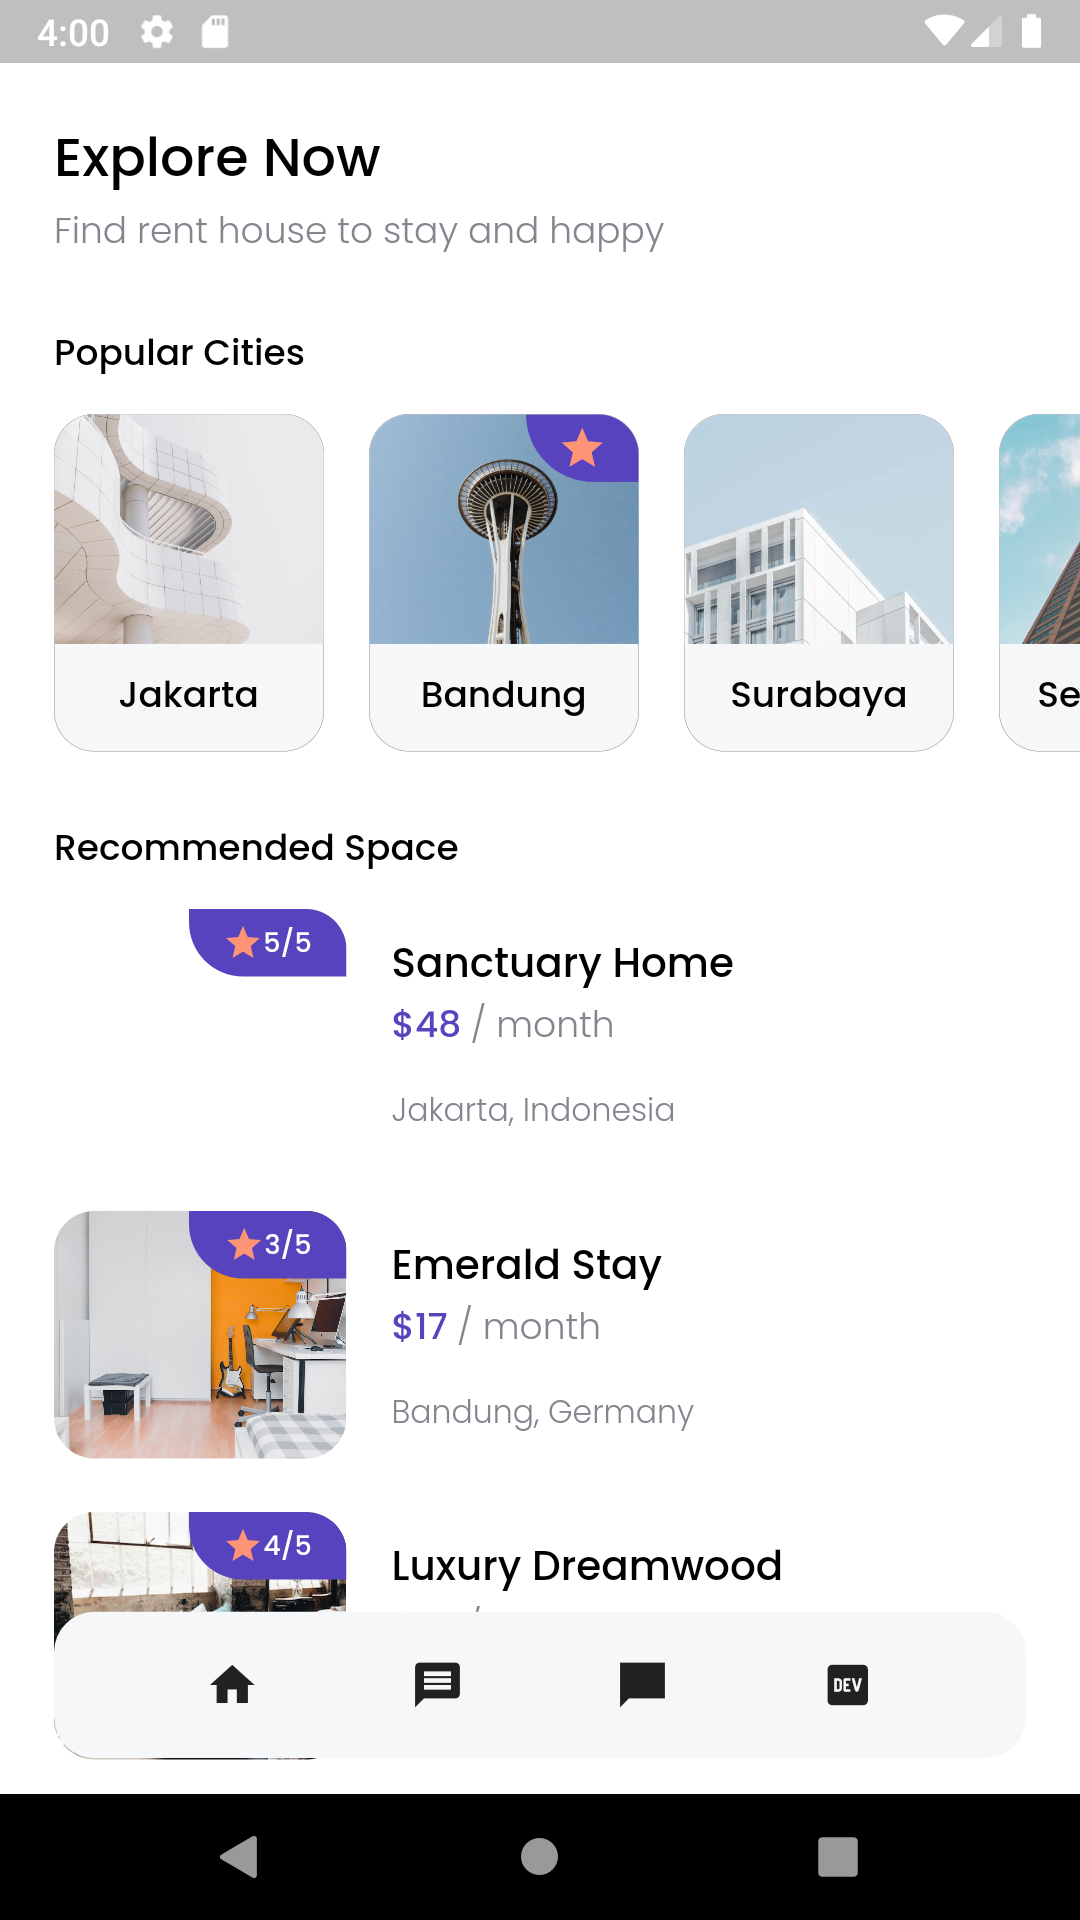 4:00
Explore Now
Find rent house to stay and happy
Popular Cities
Jakarta
Bandung
Surabaya
Se
Recommended Space
5/5
Sanctuary Home
$48 / month
Jakarta, Indonesia
3/5
Emerald Stay
$17 / month
Bandung, Germany
4/5
Luxury Dreamwood
DEV